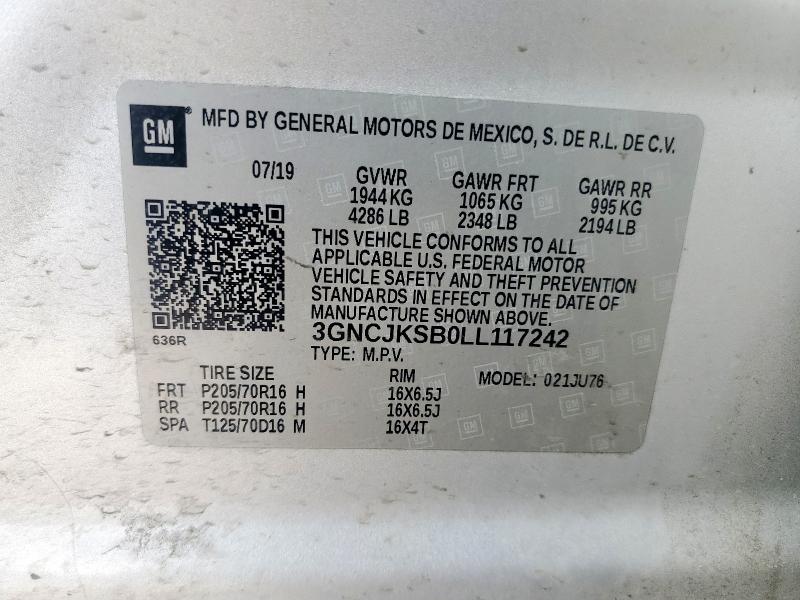 GM® MFD BY GENERAL MOTORS DE MEXICO, S. DE R.L. DE C.V.
07/19 GVWR GAWR FRT GAWR RR
1944 KG 1065 KG 995 KG
4286 LB 2348 LB 2194 LB
THIS VEHICLE CONFORMS TO ALL
APPLICABLE U.S. FEDERAL MOTOR
VEHICLE SAFETY AND THEFT PREVENTION
STANDARDS IN EFFECT ON THE DATE OF
MANUFACTURE SHOWN ABOVE.
636R 3GNCJKSB0LL117242
TYPE: M.P.V.
TIRE SIZE RIM MODEL: 021JU76
FRT P205/70R16 H 16X6.5J
RR P205/70R16 H 16X6.5J
SPA T125/70D16 M 16X4T